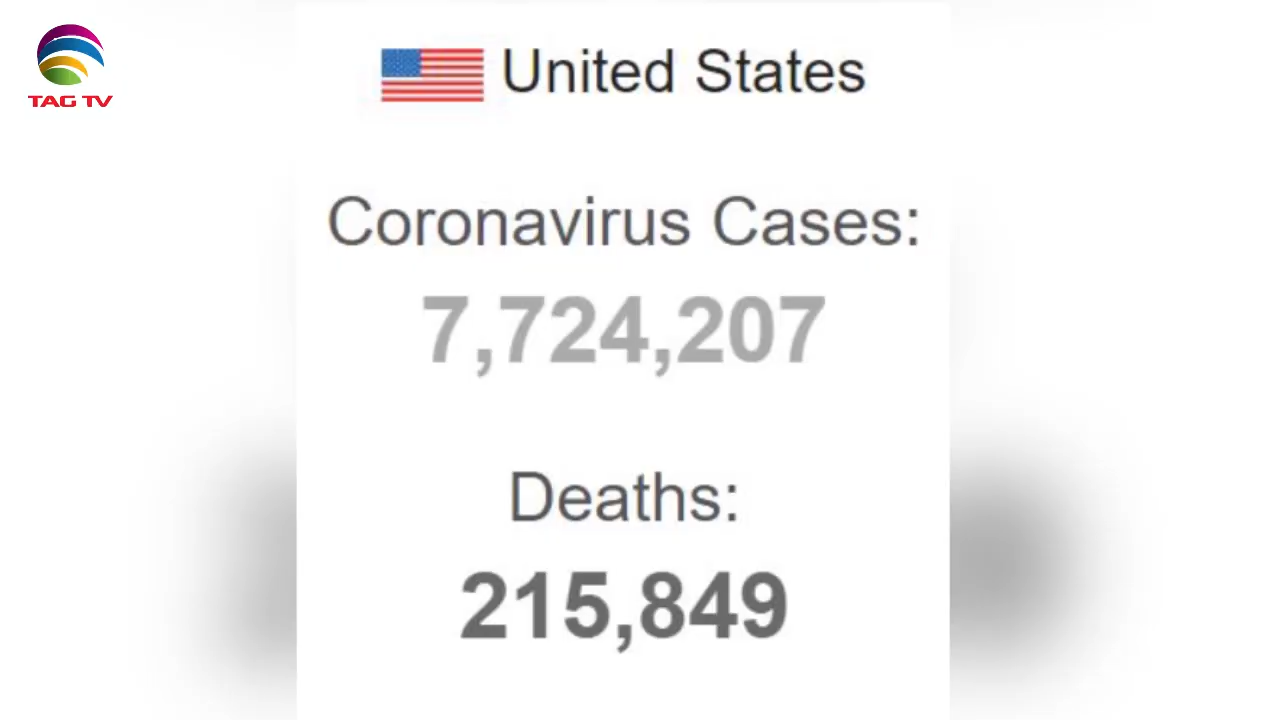 TAG TV
United States
Coronavirus Cases:
7,724,207
Deaths:
215,849